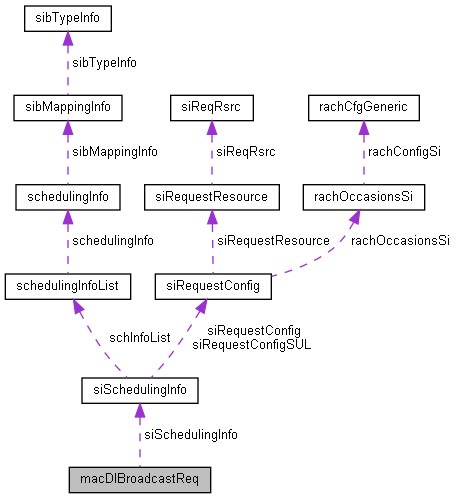 sibTypeInfo
sibTypeInfo
sibMappingInfo
siReqRsrc
rachCfgGeneric
sibMappingInfo
siReqRsrc
rachConfigSi
schedulingInfo
siRequestResource
rachOccasionsSi
schedulingInfo
siRequestResource
rachOccasionsSi
schedulingInfoList
siRequestConfig
schInfoList
siRequestConfig
siRequestConfigSUL
siSchedulingInfo
siSchedulingInfo
macDlBroadcastReq